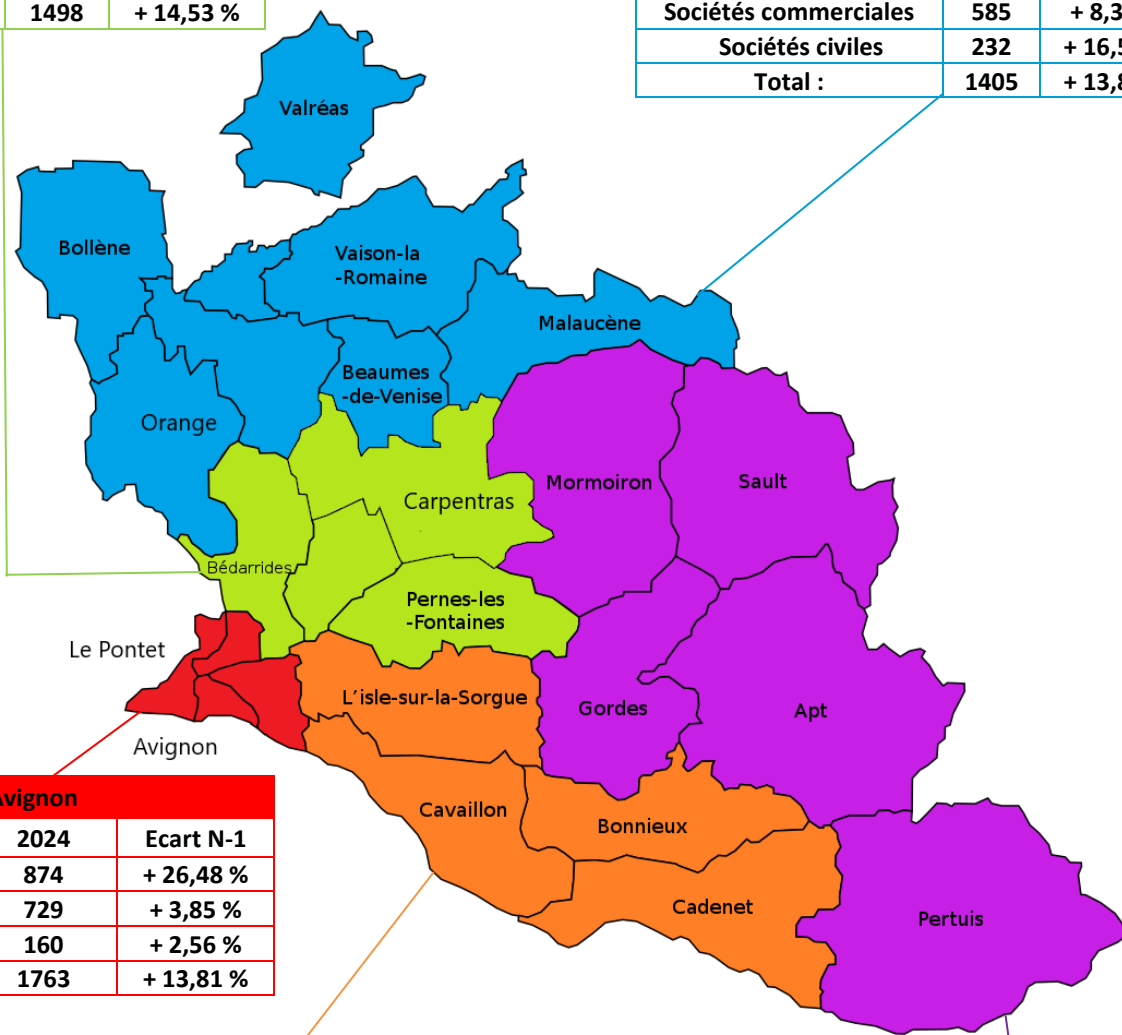 1498 + 14,53 %
Sociétés commerciales 585 + 8,3
Sociétés civiles 232 + 16,5
Total : 1405 + 13,8
Valréas
Bollène
Vaison-la
-Romaine
Malaucène
Beaumes
-de-Venise
Orange
Carpentras
Mormoiron
Sault
Bédarrides
Pernes-les
-Fontaines
Le Pontet
L'isle-sur-la-Sorgue
Gordes
Apt
Avignon
Avignon
2024 Ecart N-1
874 + 26,48 %
729 + 3,85 %
160 + 2,56 %
1763 + 13,81 %
Cavaillon
Bonnieux
Cadenet
Pertuis